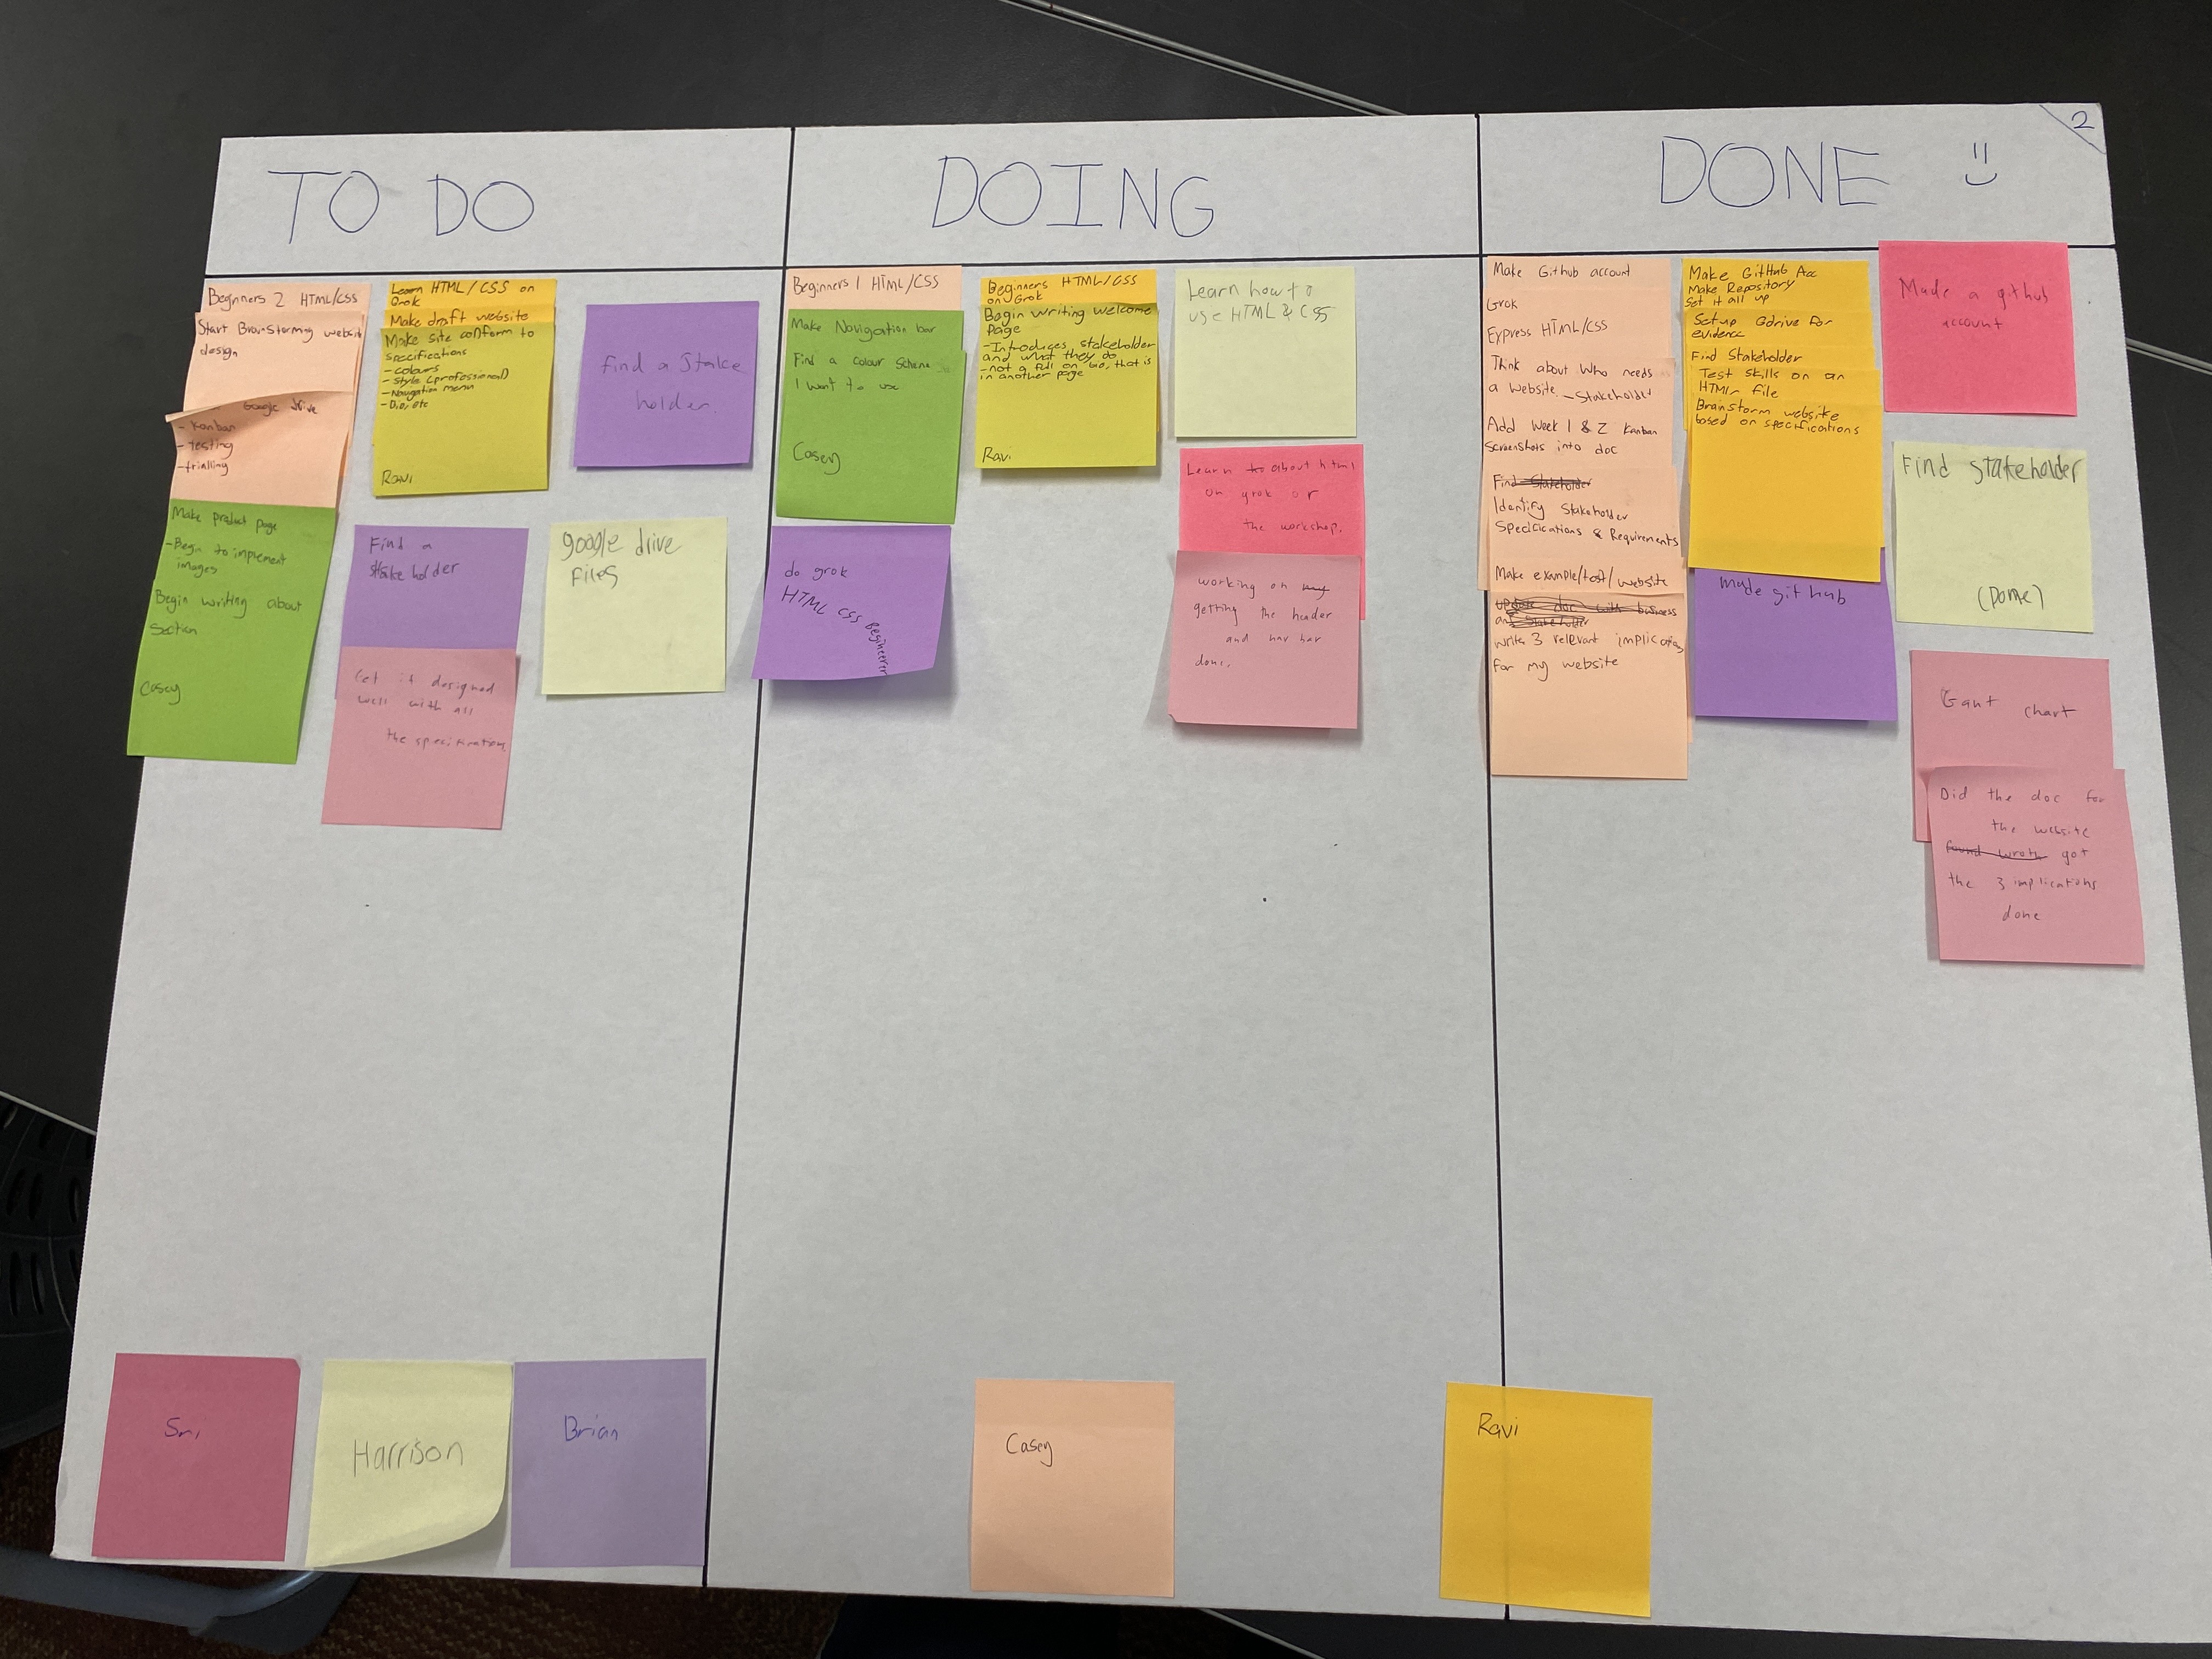 TO DO
DOING
DONE
2
Beginners 2 HTML/CSS
Start Brainstorming website
design
Google drive
- Kanban
- testing
- trialling
Make product page
- Begin to implement
images
Begin writing about
section
Casey
Learn HTML/CSS on
Grok
Make draft website
Make site conform to
specifications
- colours
- style (professional)
- Navigation menu
- Bio, etc
Ravi
Find a Stake
holder.
Find a
stakeholder
Get it designed
well with all
the specifications
google drive
files
Beginners 1 HTML/CSS
Make Navigation bar
Find a colour scheme
I want to use
Casey
do grok
HTML CSS Begineerer
Beginners HTML/CSS
on Grok
Begin writing welcome
Page
- Introduces stakeholder
and what they do
- not a full on bio, that is
in another page
Ravi
Learn how to
use HTML & CSS
Learn to about html
on grok or
the workshop.
working on my
getting the header
and nav bar
done.
Make Github account
Grok
Express HTML/CSS
Think about who needs
a website - Stakeholder
Add Week 1 & 2 Kanban
screenshots into doc
Find Stakeholder
Identify Stakeholder
Specifications & Requirements
Make example/test/website
update doc with business
and Stakeholder
write 3 relevant implications
for my website
Make GitHub Acc
Make Repository
Set it all up
Setup Gdrive for
evidence
Find Stakeholder
Test skills on an
HTML file
Brainstorm website
based on specifications
Made git hub
Made a github
account
Find stakeholder
(Done)
Gant chart
Did the doc for
the website
found wrote got
the 3 implications
done
Sri
Harrison
Brian
Casey
Ravi